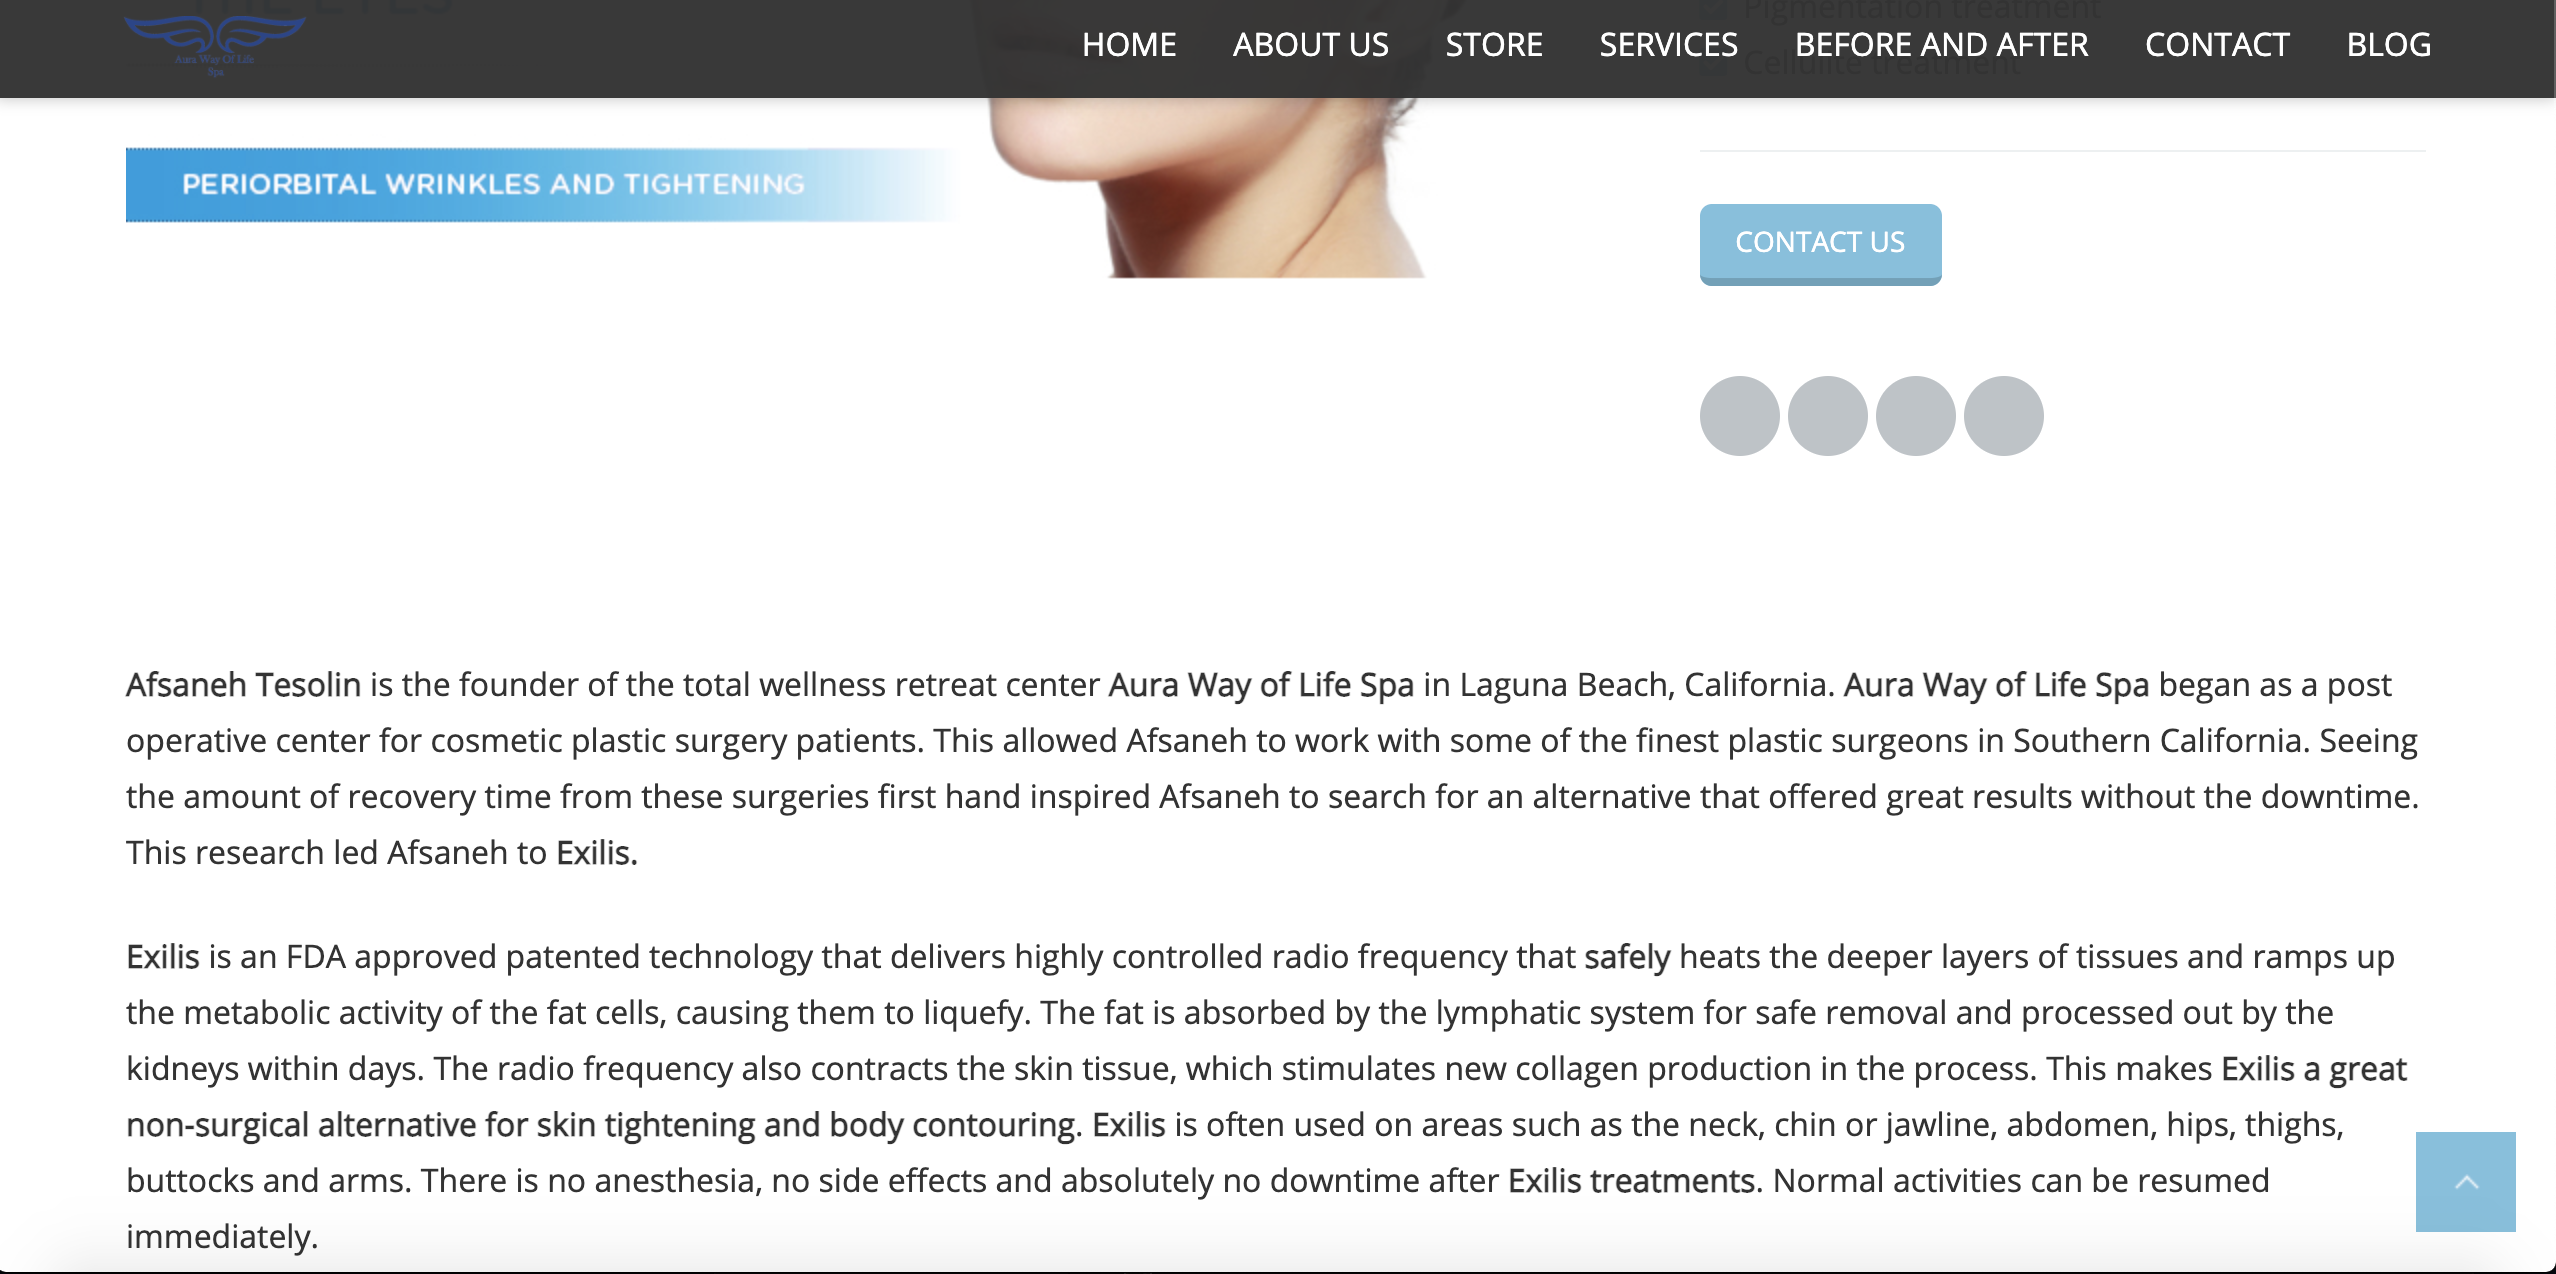 THE EYES
Aura Way Of Life
Spa
HOME ABOUT US STORE SERVICES BEFORE AND AFTER CONTACT BLOG
Pigmentation treatment
Cellulite treatment
PERIORBITAL WRINKLES AND TIGHTENING
CONTACT US
Afsaneh Tesolin is the founder of the total wellness retreat center Aura Way of Life Spa in Laguna Beach, California. Aura Way of Life Spa began as a post
operative center for cosmetic plastic surgery patients. This allowed Afsaneh to work with some of the finest plastic surgeons in Southern California. Seeing
the amount of recovery time from these surgeries first hand inspired Afsaneh to search for an alternative that offered great results without the downtime.
This research led Afsaneh to Exilis.
Exilis is an FDA approved patented technology that delivers highly controlled radio frequency that safely heats the deeper layers of tissues and ramps up
the metabolic activity of the fat cells, causing them to liquefy. The fat is absorbed by the lymphatic system for safe removal and processed out by the
kidneys within days. The radio frequency also contracts the skin tissue, which stimulates new collagen production in the process. This makes Exilis a great
non-surgical alternative for skin tightening and body contouring. Exilis is often used on areas such as the neck, chin or jawline, abdomen, hips, thighs,
buttocks and arms. There is no anesthesia, no side effects and absolutely no downtime after Exilis treatments. Normal activities can be resumed
immediately.